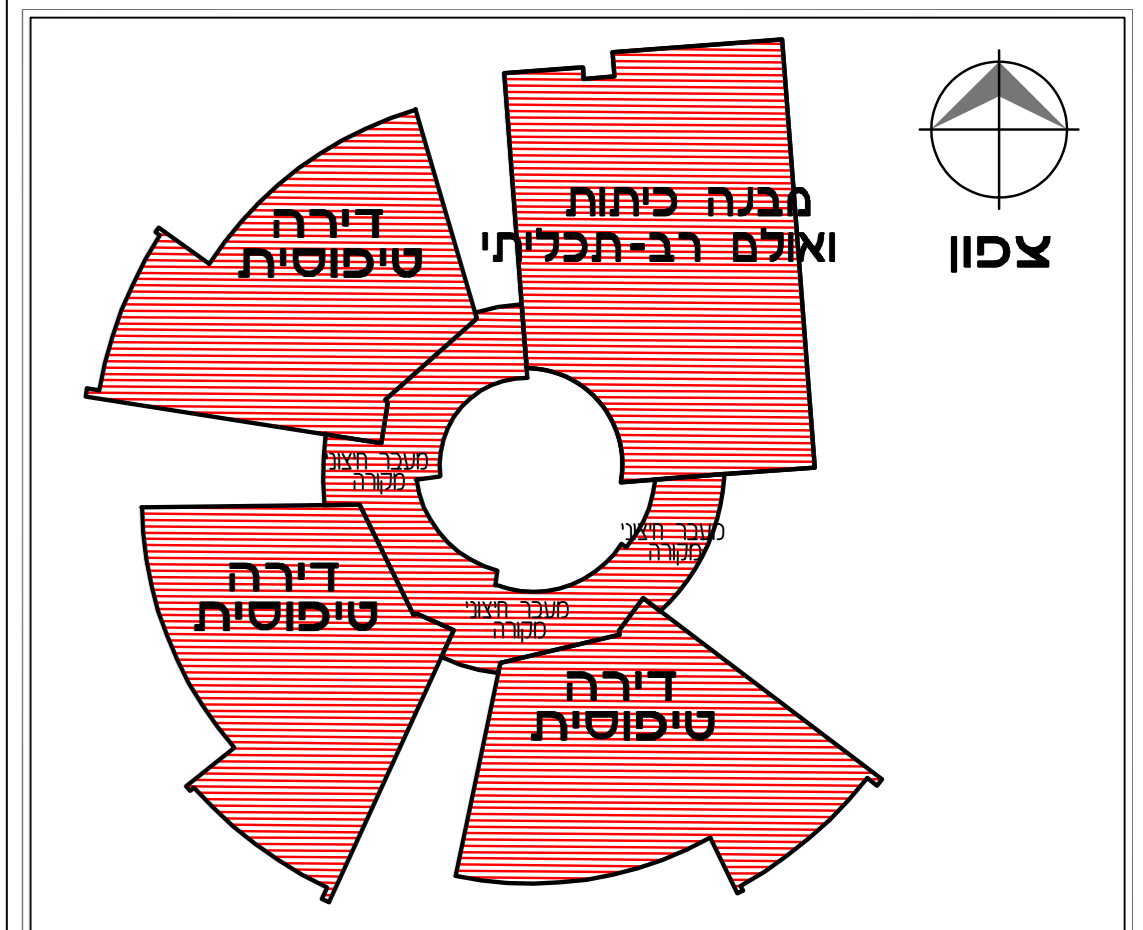 מבנה כיתות
ואולם רב-תכליתי
צפון
דירה
טיפוסית
מעבר חיצוני
מקורה
מעבר חיצוני
מקורה
דירה
טיפוסית
מעבר חיצוני
מקורה
דירה
טיפוסית